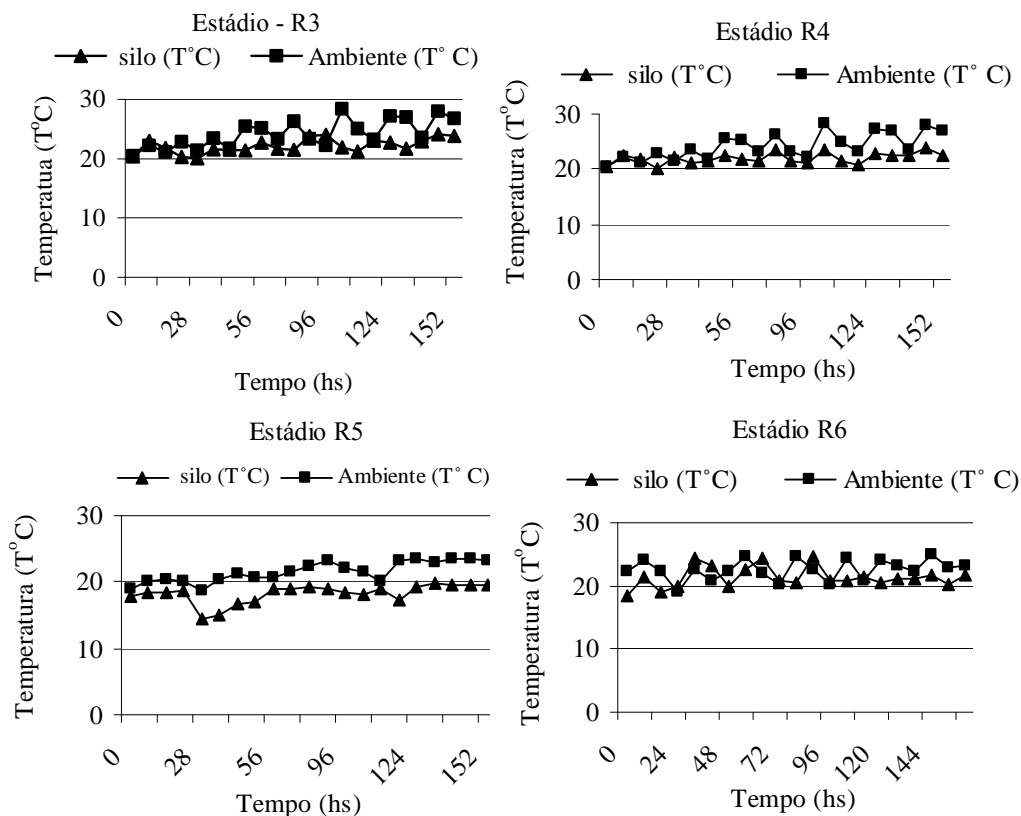 Estádio - R3
silo (T˚C) Ambiente (T˚ C)
Temperatua (T°C)
30
20
10
0
0 28 56 96 124 152
Tempo (hs)
Estádio R4
silo (T˚C) Ambiente (T˚ C)
Temperatura (T°C)
30
20
10
0
0 28 56 96 124 152
Tempo (hs)
Estádio R5
silo (T˚C) Ambiente (T˚ C)
Temperatura (T°C)
30
20
10
0
0 28 56 96 124 152
Tempo (hs)
Estádio R6
silo (T˚C) Ambiente (T˚ C)
Temperatura (T°C)
30
20
10
0
0 24 48 72 96 120 144
Tempo (hs)